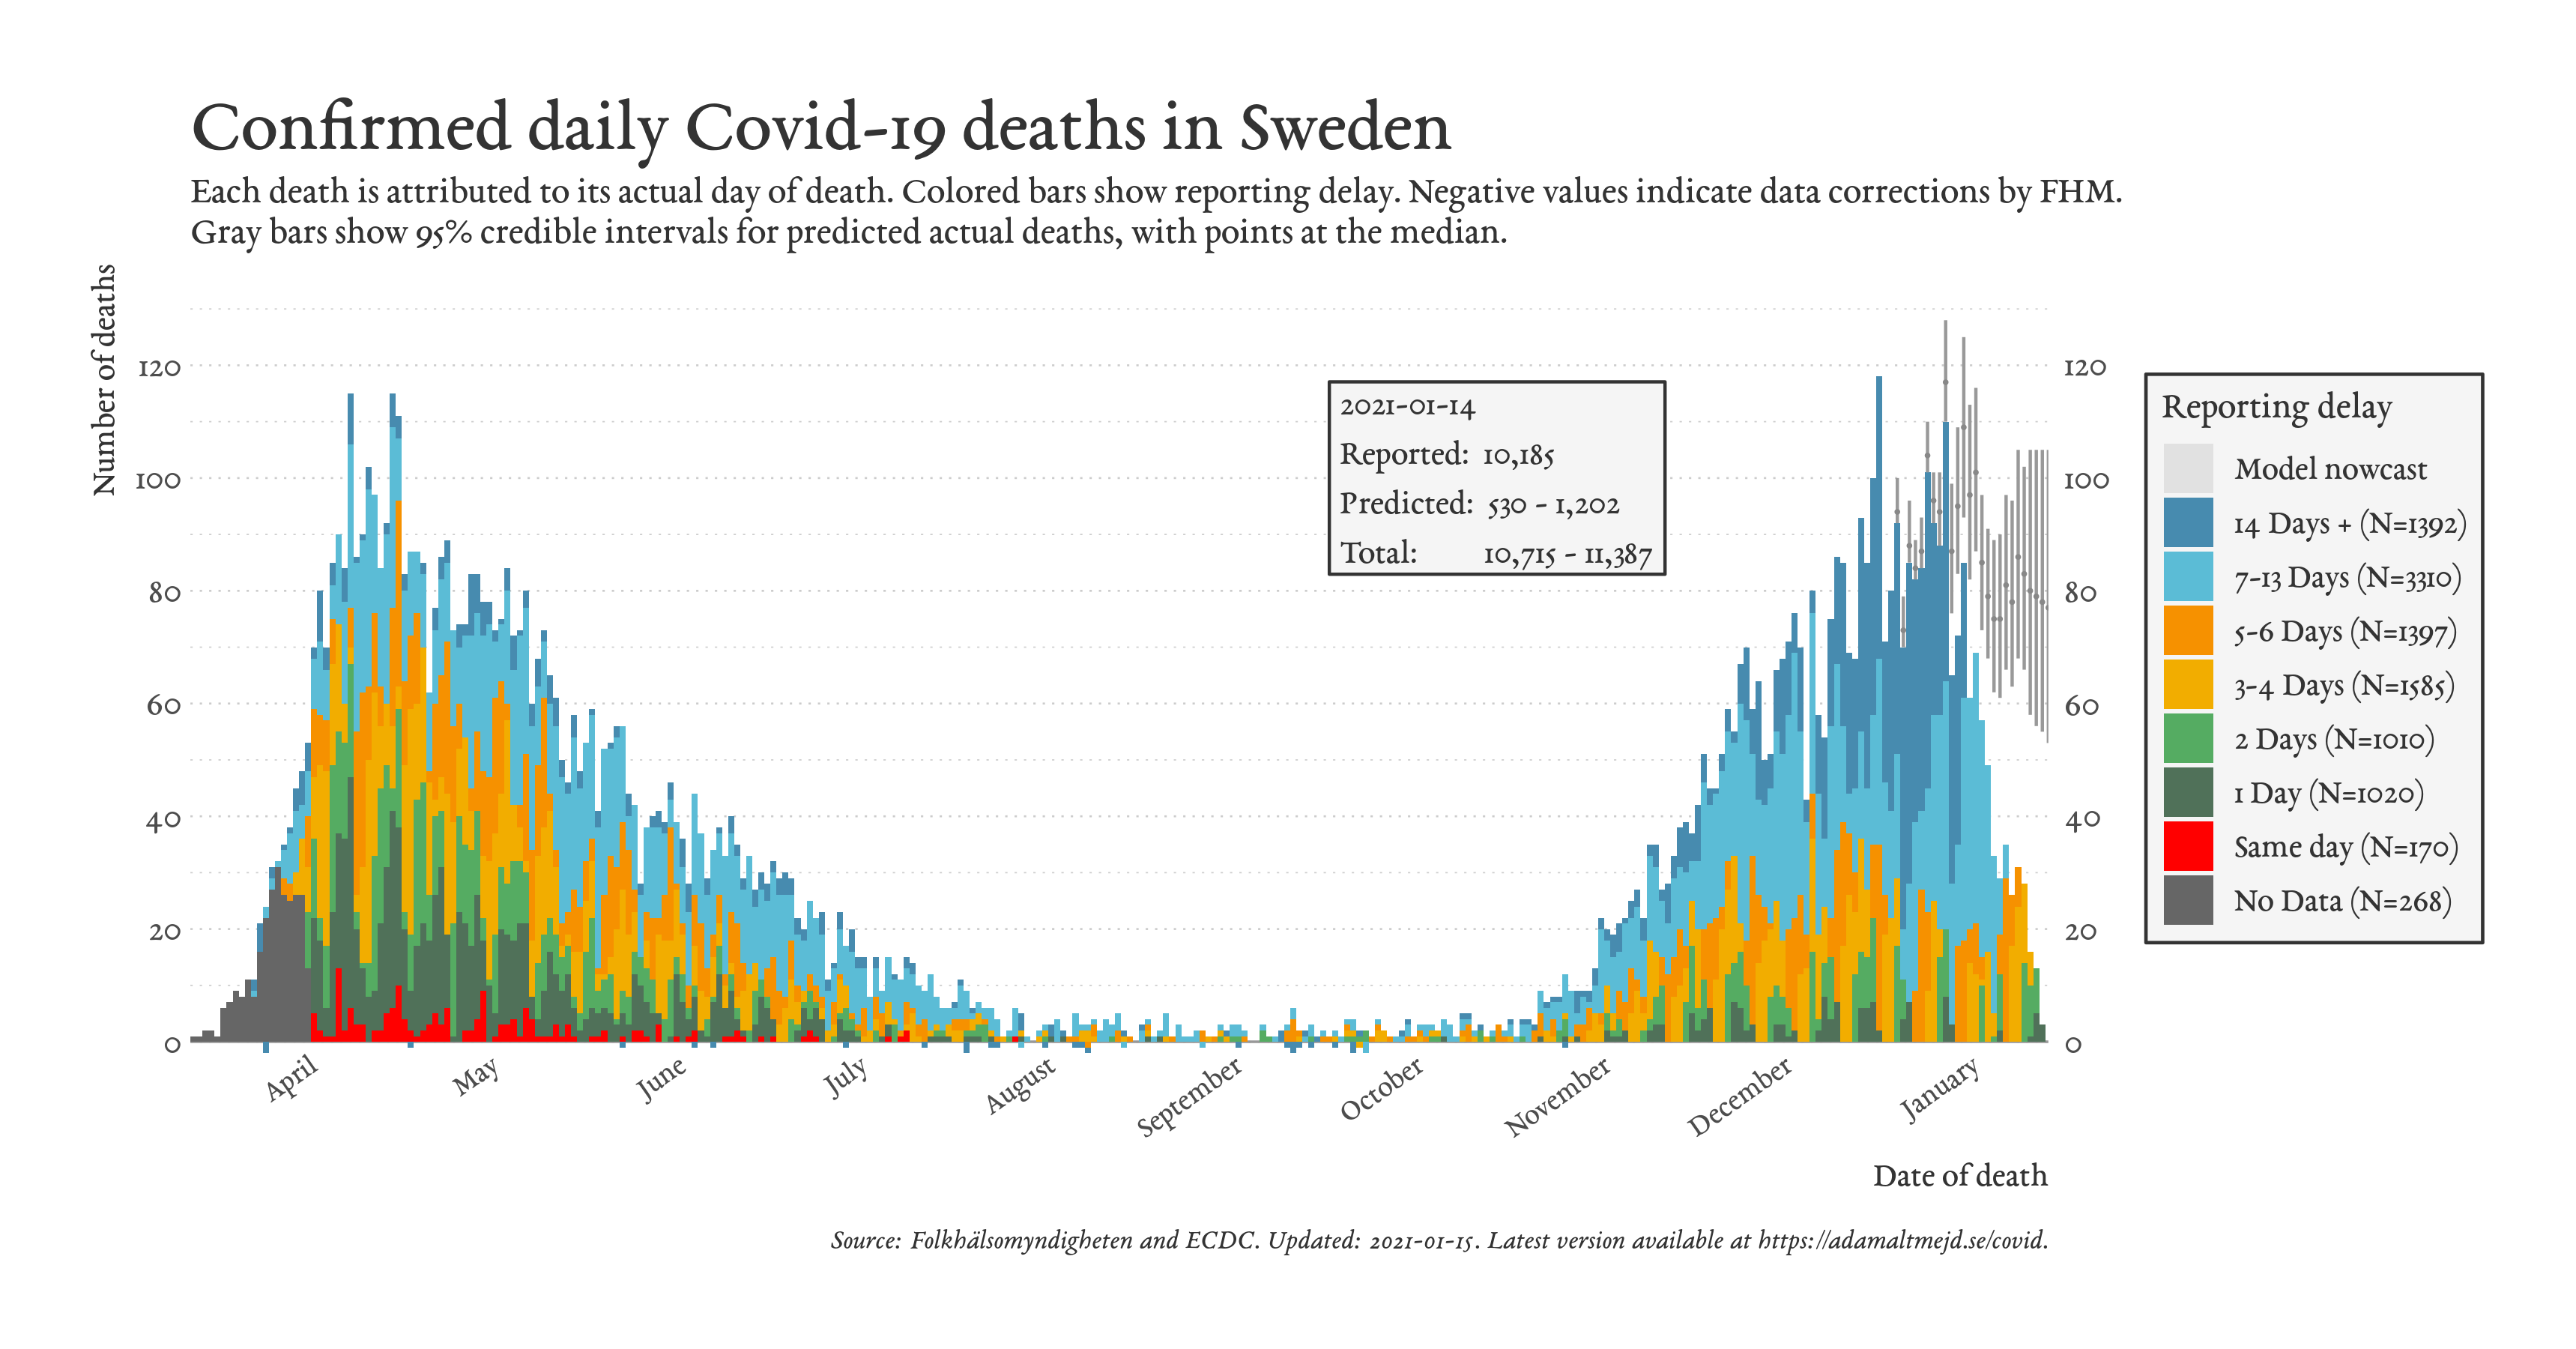 Confirmed daily Covid-19 deaths in Sweden
Each death is attributed to its actual day of death. Colored bars show reporting delay. Negative values indicate data corrections by FHM.
Gray bars show 95% credible intervals for predicted actual deaths, with points at the median.
Number of deaths
120
100
80
60
40
20
0
2021-01-14
Reported: 10,185
Predicted: 530 - 1,202
Total: 10,715 - 11,387
120
100
80
60
40
20
0
Reporting delay
Model nowcast
14 Days + (N=1392)
7-13 Days (N=3310)
5-6 Days (N=1397)
3-4 Days (N=1585)
2 Days (N=1010)
1 Day (N=1020)
Same day (N=170)
No Data (N=268)
April
May
June
July
August
September
October
November
December
January
Date of death
Source: Folkhälsomyndigheten and ECDC. Updated: 2021-01-15. Latest version available at https://adamaltmejd.se/covid.